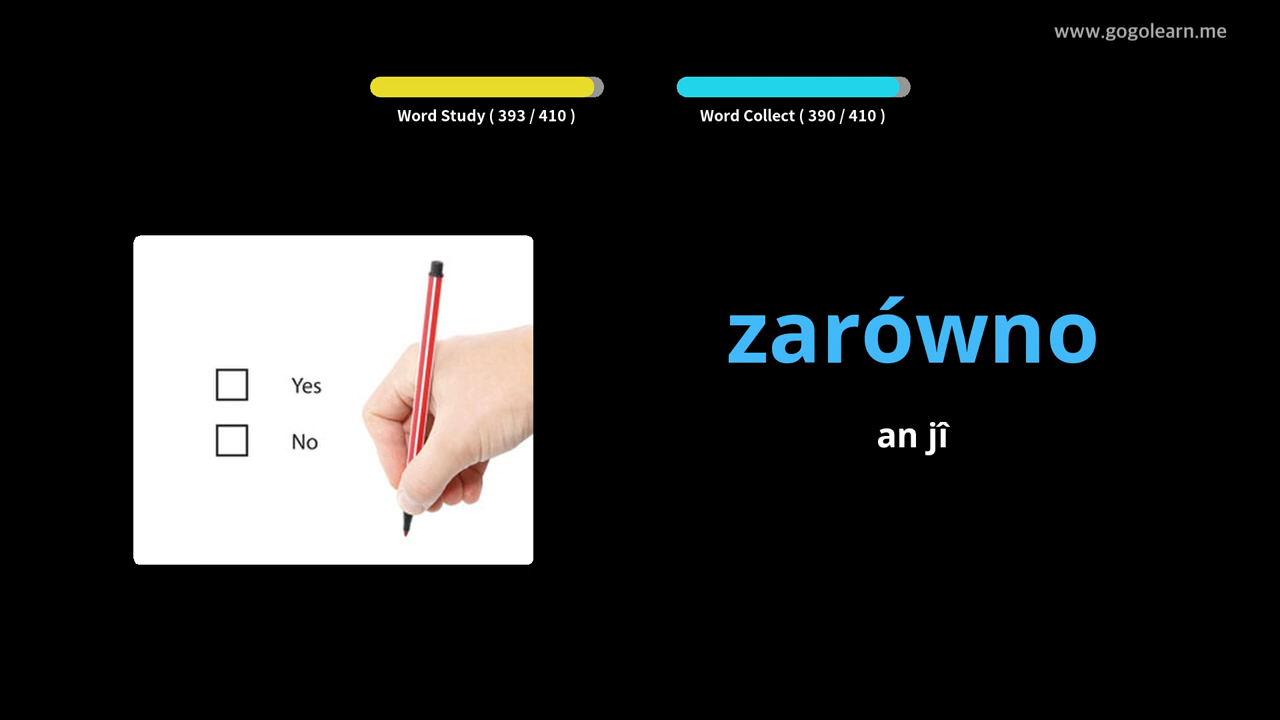 www.gogolearn.me
Word Study ( 393 / 410 )
Word Collect ( 390 / 410 )
Yes
No
zarówno
an jî